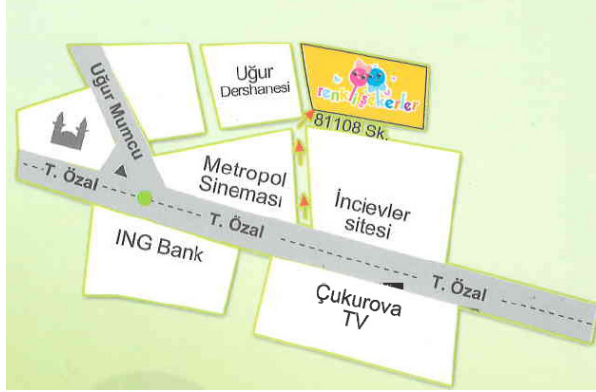 Uğur
Dershanesi
renkli şekerler
81108 Sk.
Uğur Mumcu
T. Özal
Metropol
Sineması
İncievler
sitesi
T. Özal
ING Bank
T. Özal
Çukurova
TV